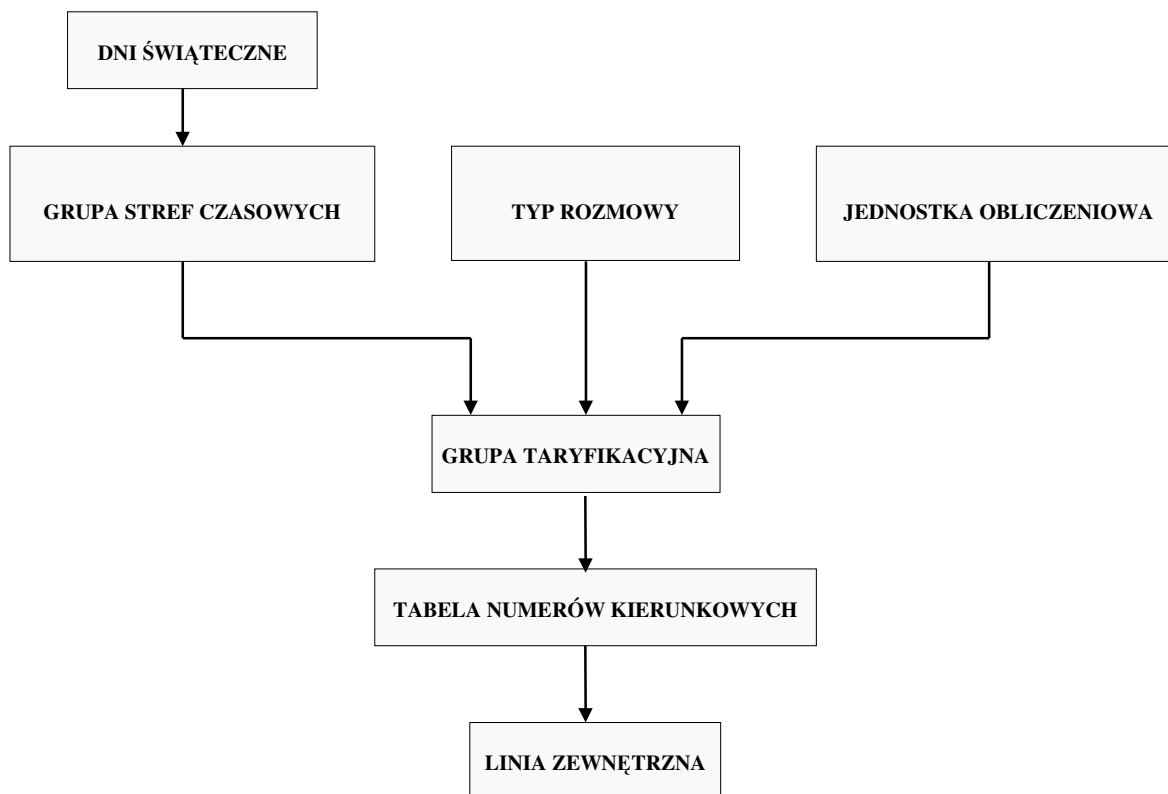 DNI ŚWIĄTECZNE
GRUPA STREF CZASOWYCH
TYP ROZMOWY
JEDNOSTKA OBLICZENIOWA
GRUPA TARYFIKACYJNA
TABELA NUMERÓW KIERUNKOWYCH
LINIA ZEWNĘTRZNA